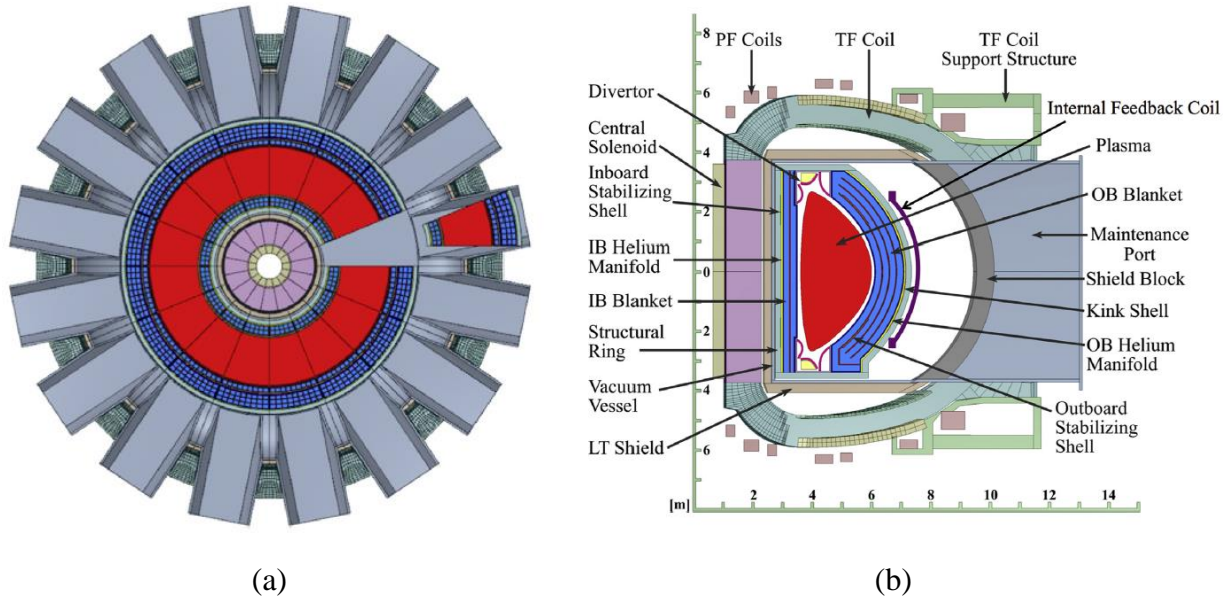 8
6
4
2
0
2
4
6
[m]
2
4
6
8
10
12
14
PF Coils
TF Coil
TF Coil
Support Structure
Divertor
Central
Solenoid
Inboard
Stabilizing
Shell
IB Helium
Manifold
IB Blanket
Structural
Ring
Vacuum
Vessel
LT Shield
Internal Feedback Coil
Plasma
OB Blanket
Maintenance
Port
Shield Block
Kink Shell
OB Helium
Manifold
Outboard
Stabilizing
Shell
(a)
(b)